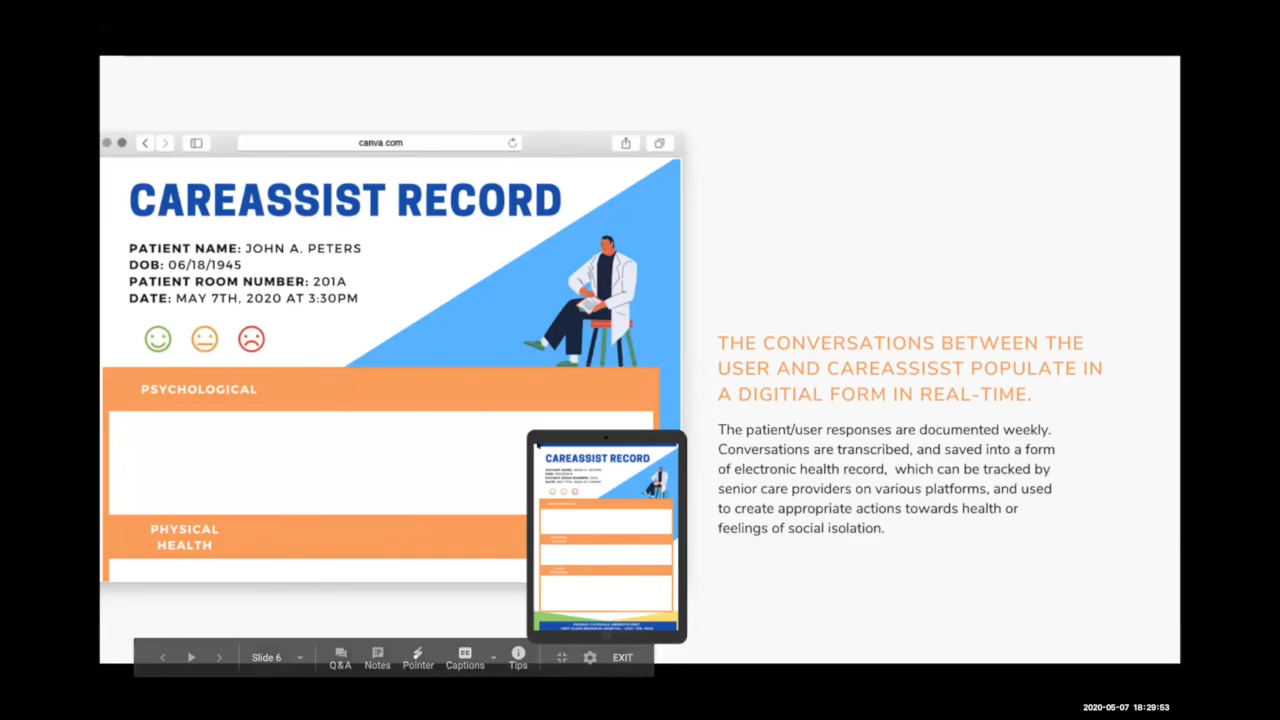 canva.com
CAREASSIST RECORD
PATIENT NAME: JOHN A. PETERS
DOB: 06/18/1945
PATIENT ROOM NUMBER: 201A
DATE: MAY 7TH, 2020 AT 3:30PM
PSYCHOLOGICAL
PHYSICAL
HEALTH
CAREASSIST RECORD
PATIENT NAME: JOHN A. PETERS
THE CONVERSATIONS BETWEEN THE
USER AND CAREASSISST POPULATE IN
A DIGITIAL FORM IN REAL-TIME.
The patient/user responses are documented weekly.
Conversations are transcribed, and saved into a form
of electronic health record, which can be tracked by
senior care providers on various platforms, and used
to create appropriate actions towards health or
feelings of social isolation.
Slide 6
Q&A
Notes
Pointer
CC
Captions
Tips
EXIT
2020-05-07 18:29:53